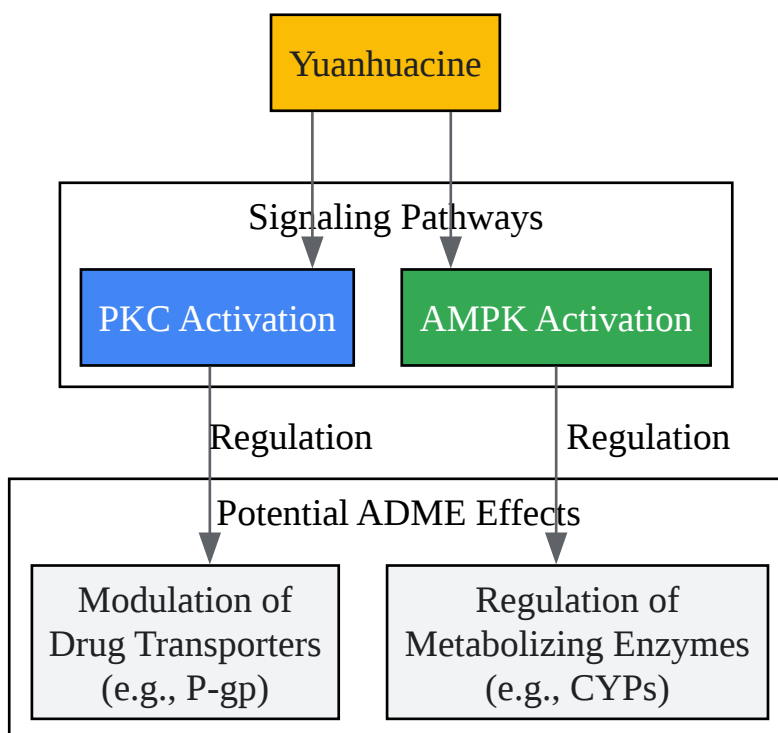 Yuanhuacine
Signaling Pathways
PKC Activation
AMPK Activation
Regulation
Regulation
Potential ADME Effects
Modulation of
Drug Transporters
(e.g., P-gp)
Regulation of
Metabolizing Enzymes
(e.g., CYPs)